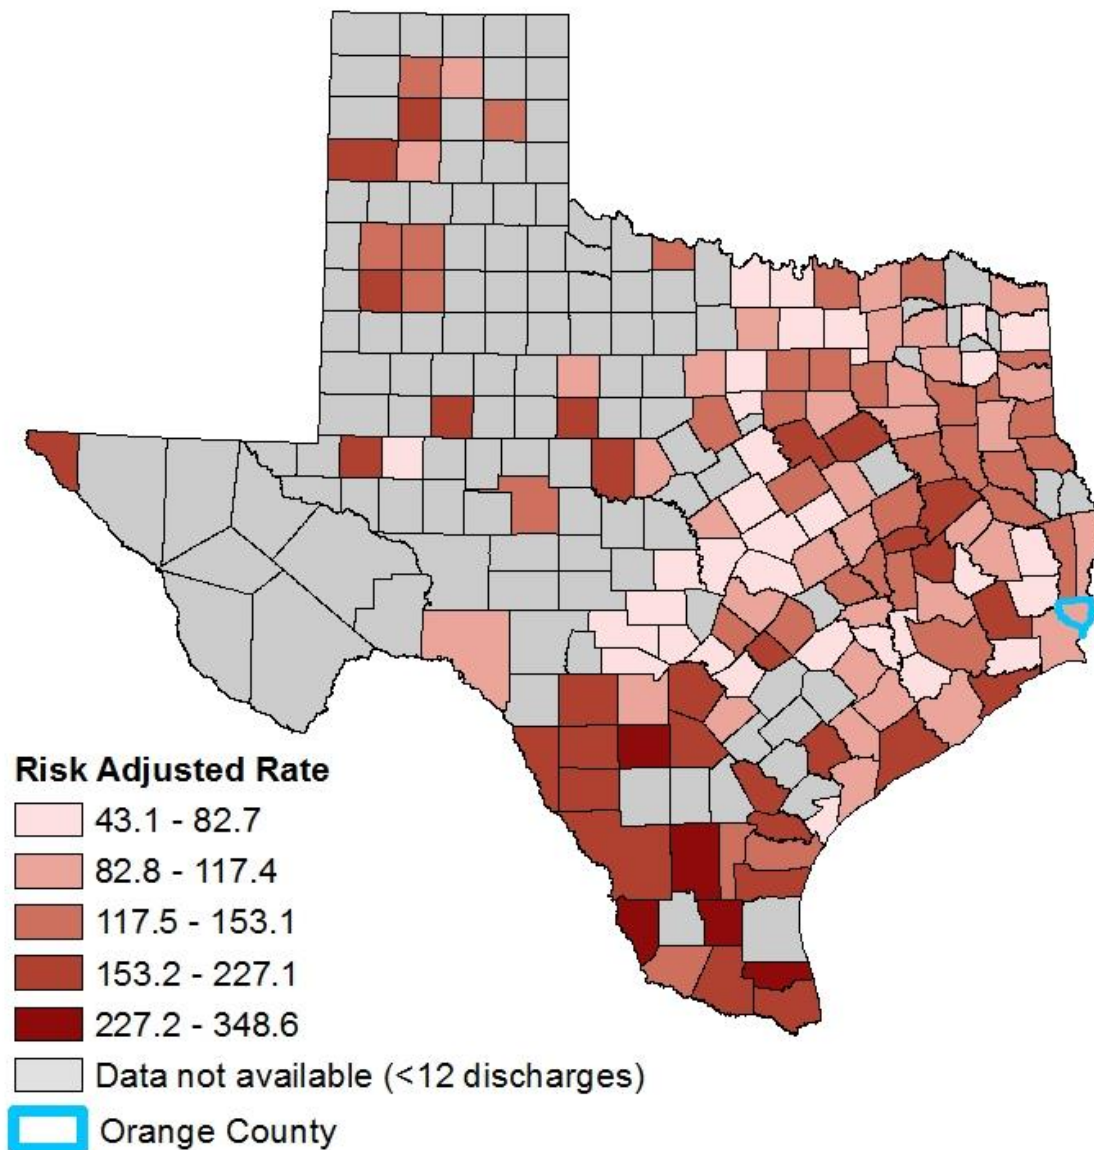 Risk Adjusted Rate
43.1 - 82.7
82.8 - 117.4
117.5 - 153.1
153.2 - 227.1
227.2 - 348.6
Data not available (<12 discharges)
Orange County